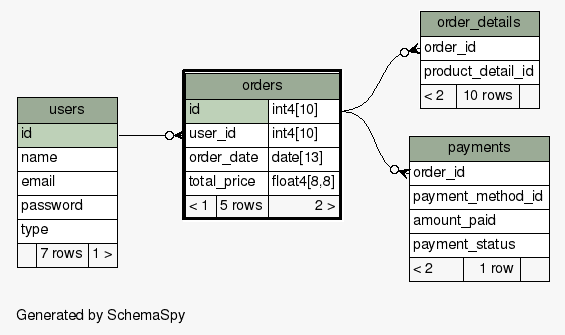 users
id
name
email
password
type
7 rows 1 >
orders
id int4[10]
user_id int4[10]
order_date date[13]
total_price float4[8,8]
< 1 5 rows 2 >
order_details
order_id
product_detail_id
< 2 10 rows
payments
order_id
payment_method_id
amount_paid
payment_status
< 2 1 row
Generated by SchemaSpy